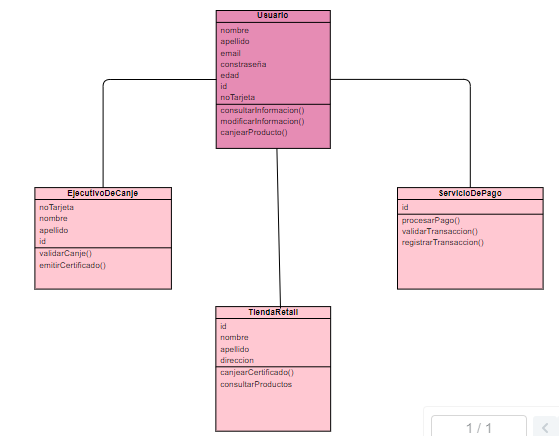 Usuario
nombre
apellido
email
constraseña
edad
id
noTarjeta
consultarInformacion()
modificarInformacion()
canjearProducto()
EjecutivoDeCanje
noTarjeta
nombre
apellido
id
validarCanje()
emitirCertificado()
ServicioDePago
id
procesarPago()
validarTransaccion()
registrarTransaccion()
TiendaRetail
id
nombre
apellido
direccion
canjearCertificado()
consultarProductos
1 / 1